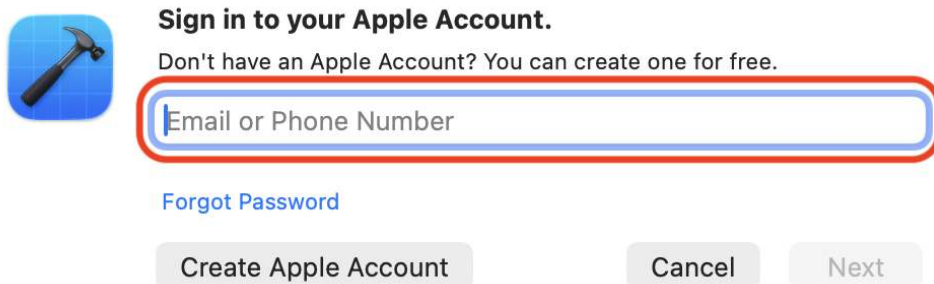 Sign in to your Apple Account.
Don't have an Apple Account? You can create one for free.
Email or Phone Number
Forgot Password
Create Apple Account Cancel Next